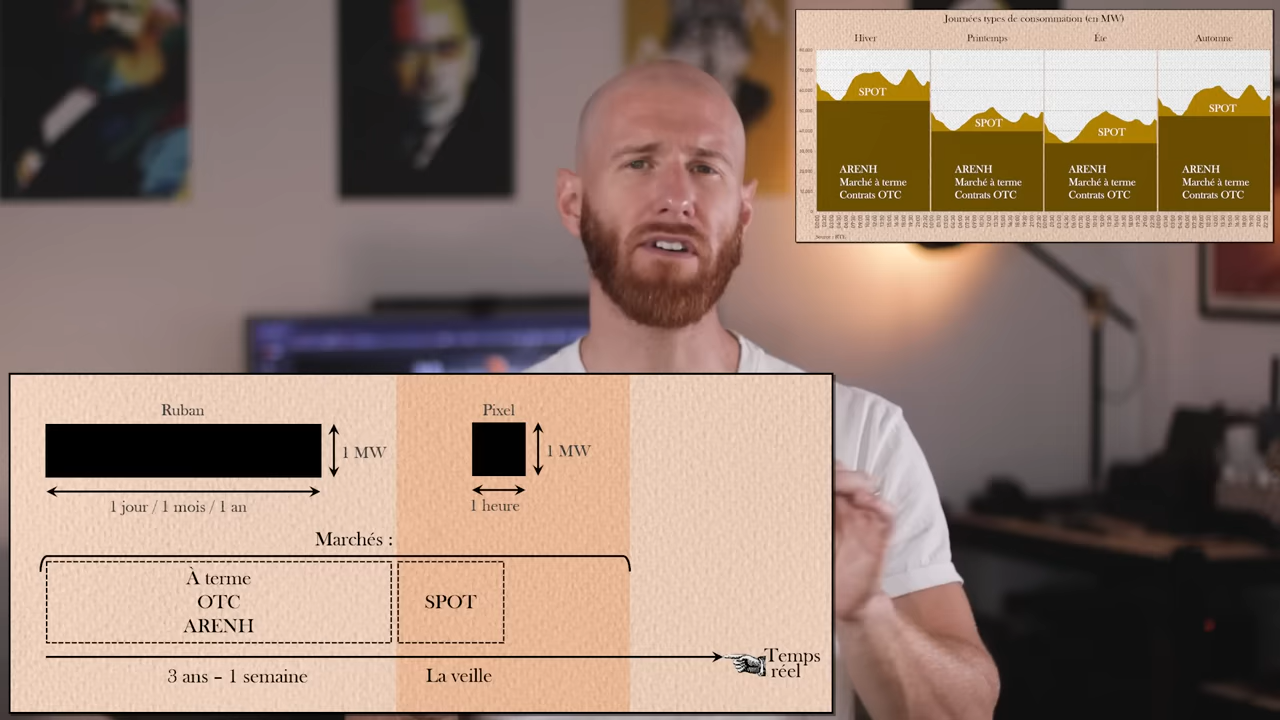 Journées types de consommation (en MW)
Hiver
Printemps
Été
Automne
SPOT
SPOT
SPOT
SPOT
ARENH
Marché à terme
Contrats OTC
ARENH
Marché à terme
Contrats OTC
ARENH
Marché à terme
Contrats OTC
ARENH
Marché à terme
Contrats OTC
Source : RTE.
Ruban
Pixel
1 MW
1 MW
1 jour / 1 mois / 1 an
1 heure
Marchés :
À terme
OTC
ARENH
SPOT
Temps
réel
3 ans – 1 semaine
La veille